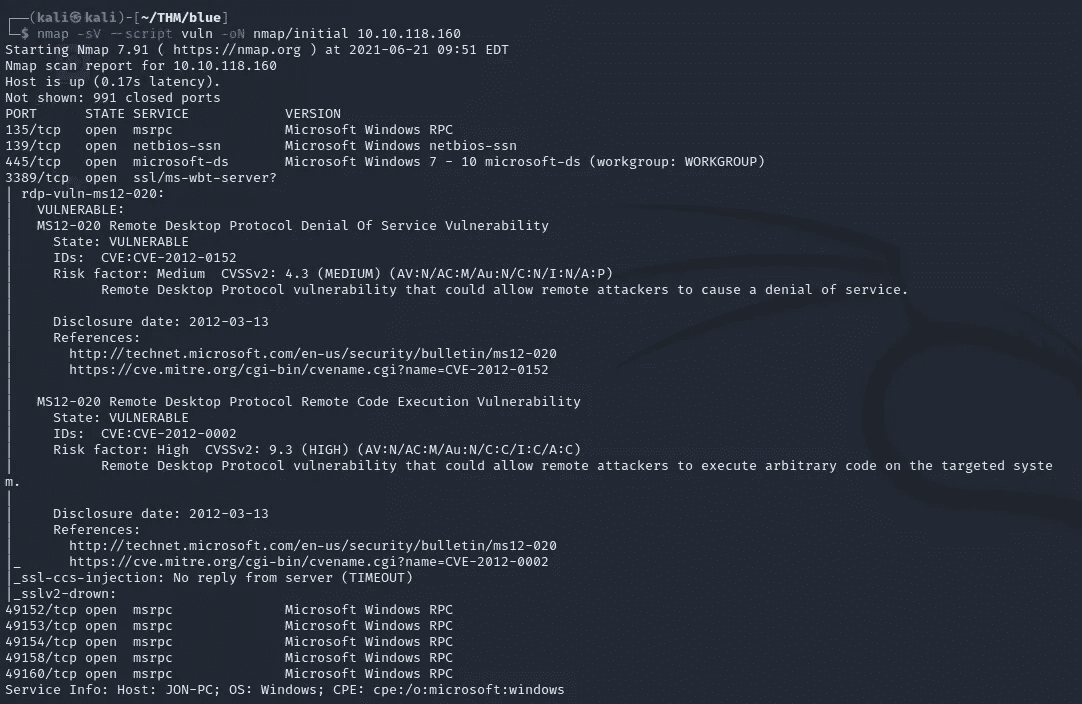 ┌──(kali㉿kali)-[~/THM/blue]
└─$ nmap -sV --script vuln -oN nmap/initial 10.10.118.160
Starting Nmap 7.91 ( https://nmap.org ) at 2021-06-21 09:51 EDT
Nmap scan report for 10.10.118.160
Host is up (0.17s latency).
Not shown: 991 closed ports
PORT      STATE SERVICE            VERSION
135/tcp   open  msrpc              Microsoft Windows RPC
139/tcp   open  netbios-ssn        Microsoft Windows netbios-ssn
445/tcp   open  microsoft-ds       Microsoft Windows 7 - 10 microsoft-ds (workgroup: WORKGROUP)
3389/tcp  open  ssl/ms-wbt-server?
| rdp-vuln-ms12-020:
|   VULNERABLE:
|   MS12-020 Remote Desktop Protocol Denial Of Service Vulnerability
|     State: VULNERABLE
|     IDs:  CVE:CVE-2012-0152
|     Risk factor: Medium  CVSSv2: 4.3 (MEDIUM) (AV:N/AC:M/Au:N/C:N/I:N/A:P)
|           Remote Desktop Protocol vulnerability that could allow remote attackers to cause a denial of service.
|
|     Disclosure date: 2012-03-13
|     References:
|       http://technet.microsoft.com/en-us/security/bulletin/ms12-020
|       https://cve.mitre.org/cgi-bin/cvename.cgi?name=CVE-2012-0152
|
|   MS12-020 Remote Desktop Protocol Remote Code Execution Vulnerability
|     State: VULNERABLE
|     IDs:  CVE:CVE-2012-0002
|     Risk factor: High  CVSSv2: 9.3 (HIGH) (AV:N/AC:M/Au:N/C:C/I:C/A:C)
|           Remote Desktop Protocol vulnerability that could allow remote attackers to execute arbitrary code on the targeted syste
m.
|
|     Disclosure date: 2012-03-13
|     References:
|       http://technet.microsoft.com/en-us/security/bulletin/ms12-020
|_      https://cve.mitre.org/cgi-bin/cvename.cgi?name=CVE-2012-0002
|_ssl-ccs-injection: No reply from server (TIMEOUT)
|_sslv2-drown:
49152/tcp open  msrpc              Microsoft Windows RPC
49153/tcp open  msrpc              Microsoft Windows RPC
49154/tcp open  msrpc              Microsoft Windows RPC
49158/tcp open  msrpc              Microsoft Windows RPC
49160/tcp open  msrpc              Microsoft Windows RPC
Service Info: Host: JON-PC; OS: Windows; CPE: cpe:/o:microsoft:windows